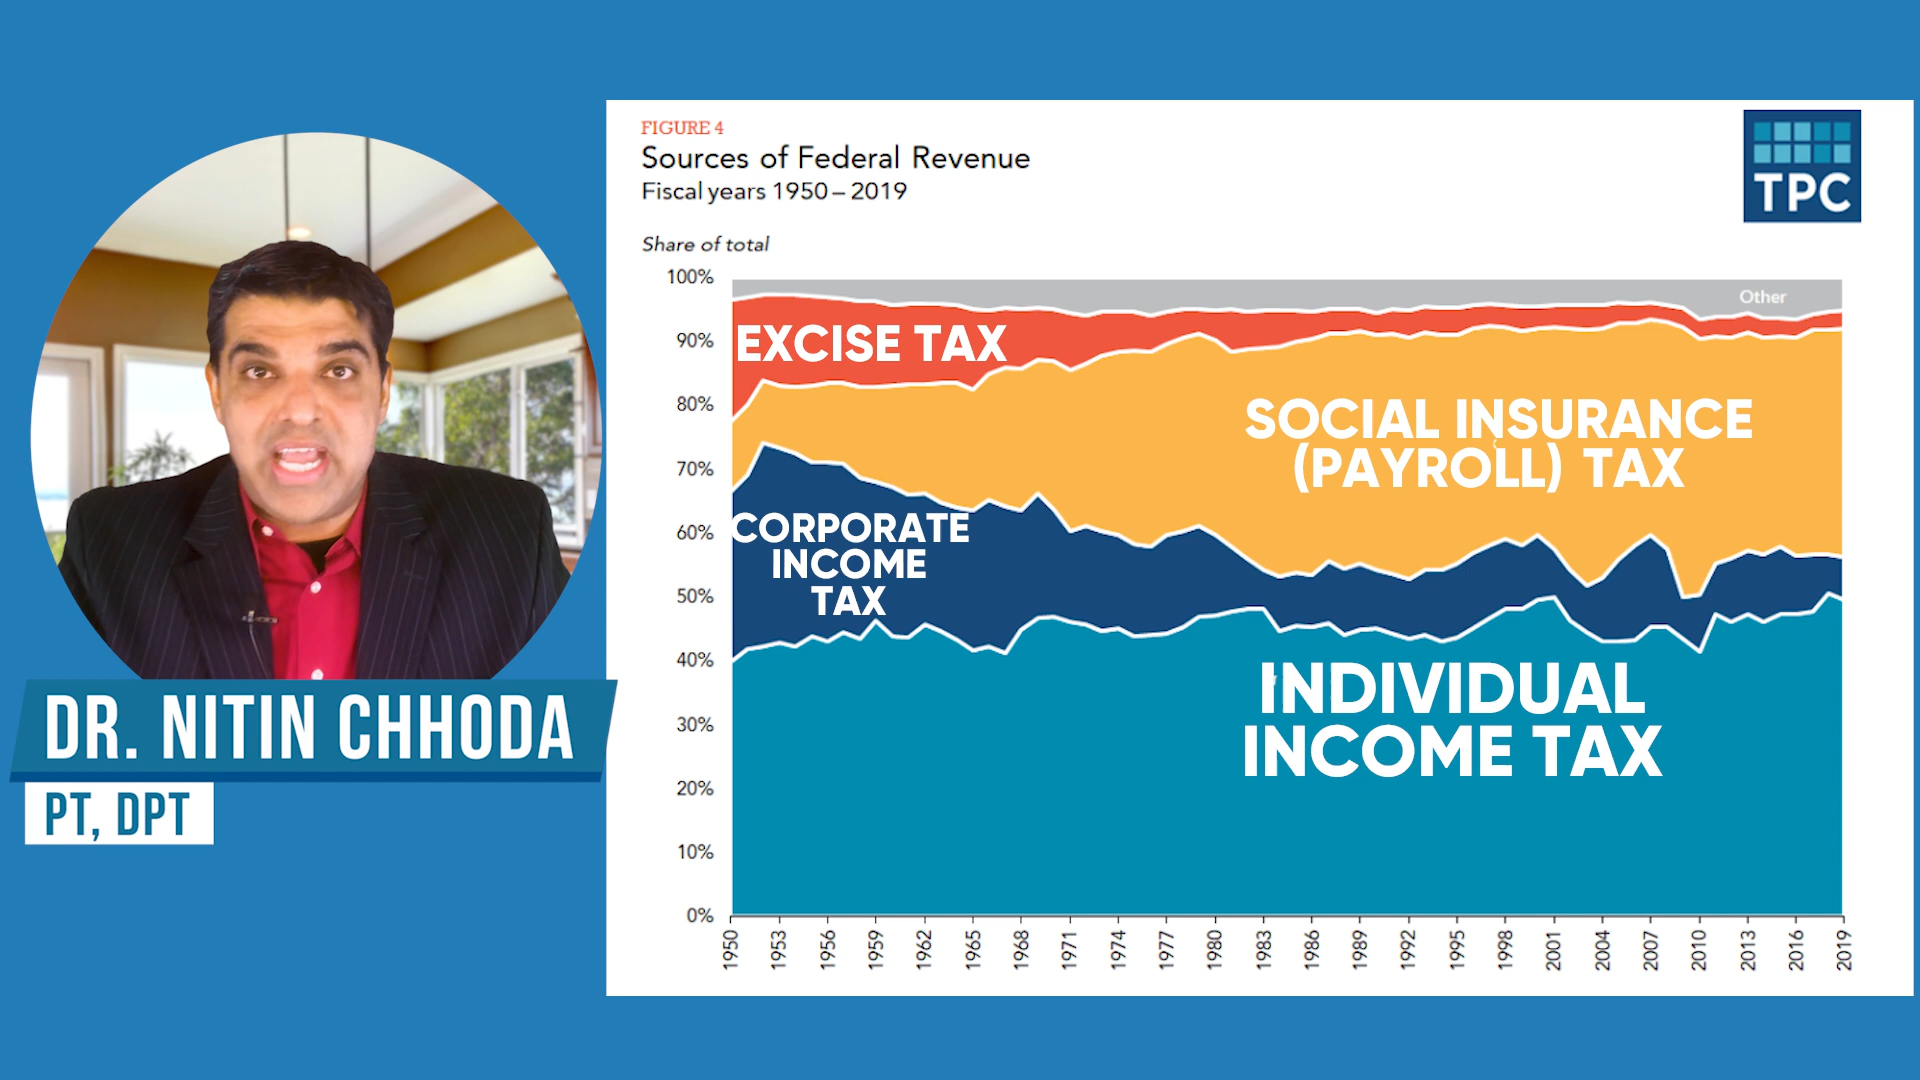 DR. NITIN CHHODA
PT, DPT
FIGURE 4
Sources of Federal Revenue
Fiscal years 1950 – 2019
TPC
Share of total
100%
90%
80%
70%
60%
50%
40%
30%
20%
10%
0%
Other
EXCISE TAX
SOCIAL INSURANCE
(PAYROLL) TAX
CORPORATE
INCOME
TAX
INDIVIDUAL
INCOME TAX
1950 1953 1956 1959 1962 1965 1968 1971 1974 1977 1980 1983 1986 1989 1992 1995 1998 2001 2004 2007 2010 2013 2016 2019